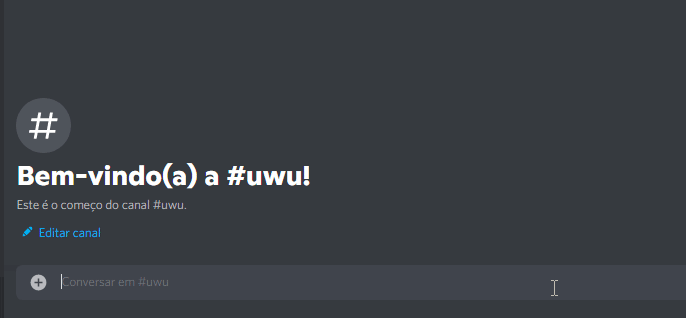 #
Bem-vindo(a) a #uwu!
Este é o começo do canal #uwu.
Editar canal
Conversar em #uwu